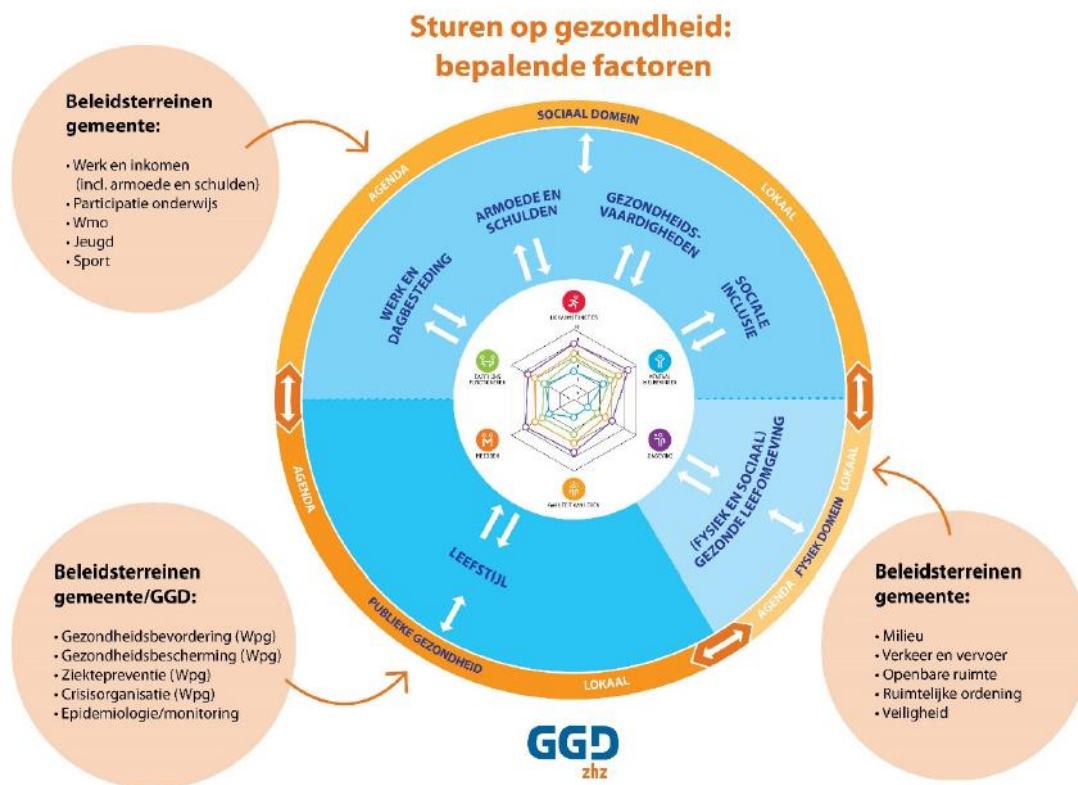 Sturen op gezondheid:
bepalende factoren
Beleidsterreinen
gemeente:
• Werk en inkomen
(incl. armoede en schulden)
• Participatie onderwijs
• Wmo
• Jeugd
• Sport
SOCIAAL DOMEIN
AGENDA
LOKAAL
ARMOEDE EN
SCHULDEN
GEZONDHEIDS-
VAARDIGHEDEN
WERK EN
DAGBESTEDING
SOCIALE
INCLUSIE
MEEDOEN
(FYSIEK EN SOCIAAL)
GEZONDE LEEFOMGEVING
LEEFSTIJL
AGENDA
PUBLIEKE GEZONDHEID
LOKAAL
AGENDA
FYSIEK DOMEIN
LOKAAL
Beleidsterreinen
gemeente/GGD:
• Gezondheidsbevordering (Wpg)
• Gezondheidsbescherming (Wpg)
• Ziektepreventie (Wpg)
• Crisisorganisatie (Wpg)
• Epidemiologie/monitoring
Beleidsterreinen
gemeente:
• Milieu
• Verkeer en vervoer
• Openbare ruimte
• Ruimtelijke ordening
• Veiligheid
GGD
zhz